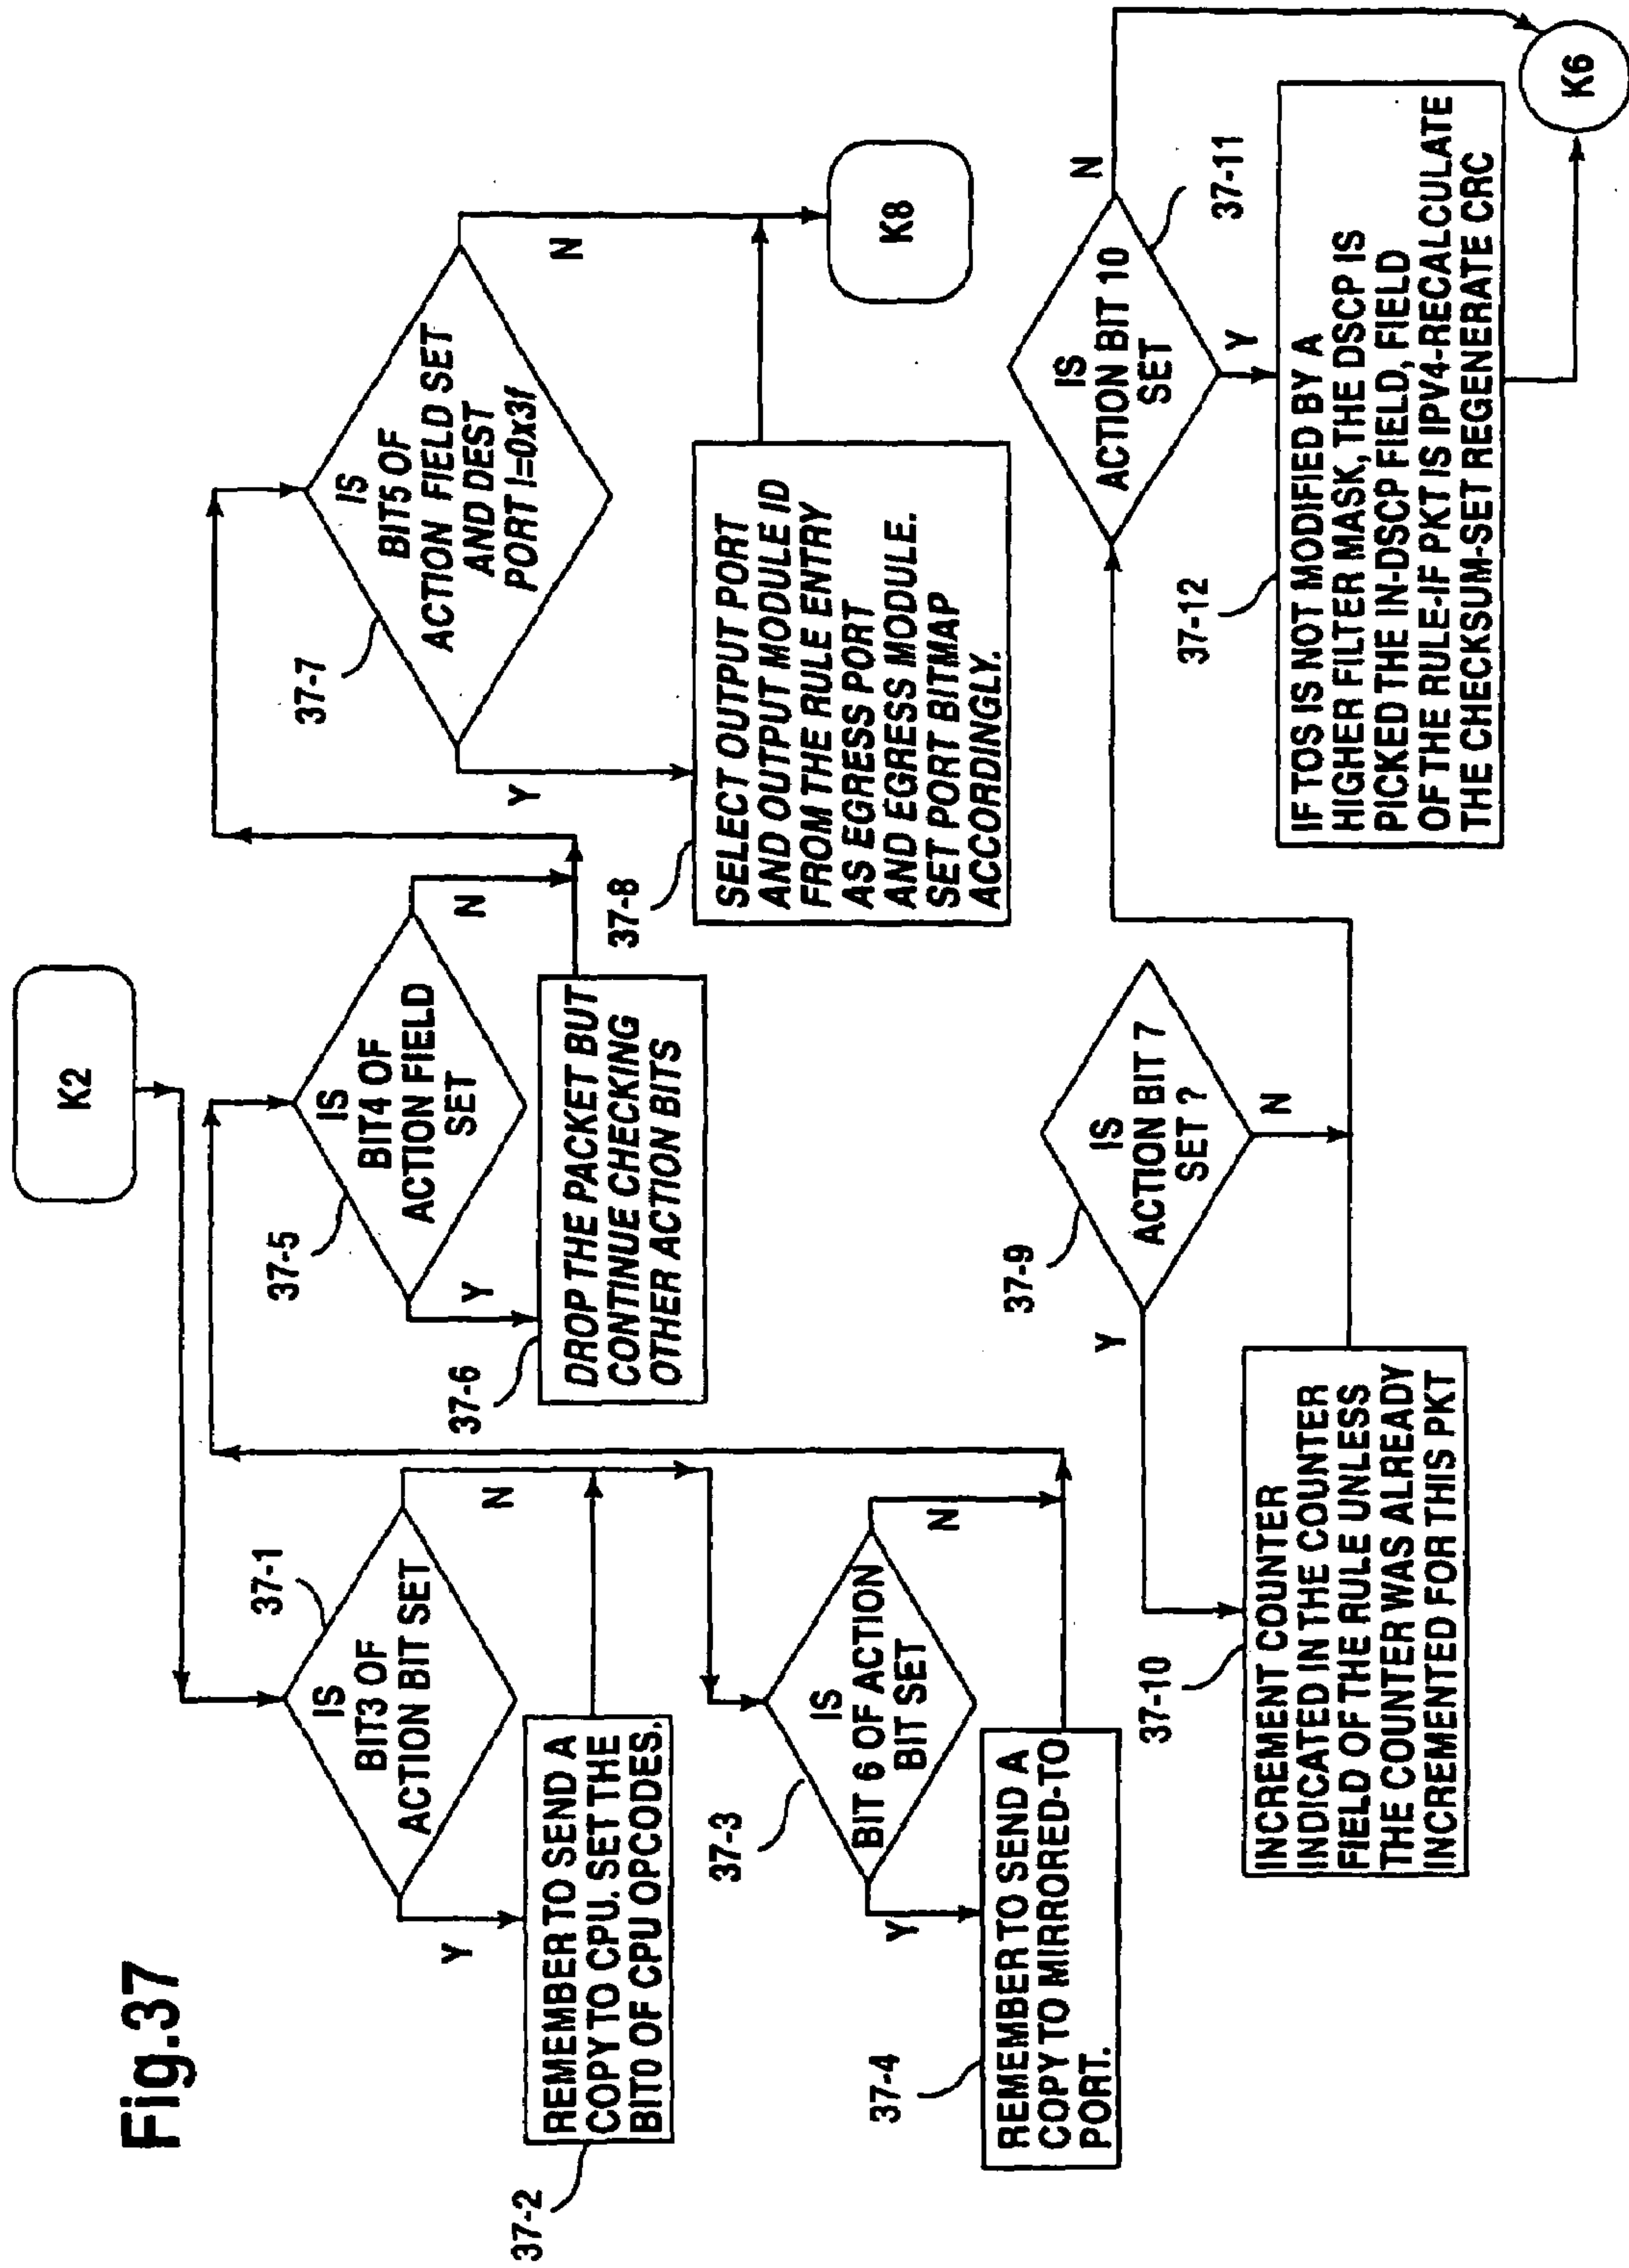 Fig.37
K2
37-1
IS
BIT3 OF
ACTION BIT SET
Y
N
37-2
REMEMBER TO SEND A
COPY TO CPU. SET THE
BIT0 OF CPU OPCODES.
37-3
IS
BIT 6 OF ACTION
BIT SET
Y
N
37-4
REMEMBER TO SEND A
COPY TO MIRRORED-TO
PORT.
37-5
IS
BIT4 OF
ACTION FIELD
SET
Y
N
37-6
DROP THE PACKET BUT
CONTINUE CHECKING
OTHER ACTION BITS
37-7
IS
BIT5 OF
ACTION FIELD SET
AND DEST
PORT !=0x3f
Y
N
37-8
SELECT OUTPUT PORT
AND OUTPUT MODULE ID
FROM THE RULE ENTRY
AS EGRESS PORT
AND EGRESS MODULE.
SET PORT BITMAP
ACCORDINGLY.
K8
37-9
IS
ACTION BIT 7
SET ?
Y
N
37-10
INCREMENT COUNTER
INDICATED IN THE COUNTER
FIELD OF THE RULE UNLESS
THE COUNTER WAS ALREADY
INCREMENTED FOR THIS PKT
37-11
IS
ACTION BIT 10
SET
Y
N
37-12
IF TOS IS NOT MODIFIED BY A
HIGHER FILTER MASK, THE DSCP IS
PICKED THE IN-DSCP FIELD, FIELD
OF THE RULE-IF PKT IS IPV4-RECALCULATE
THE CHECKSUM-SET REGENERATE CRC
K6